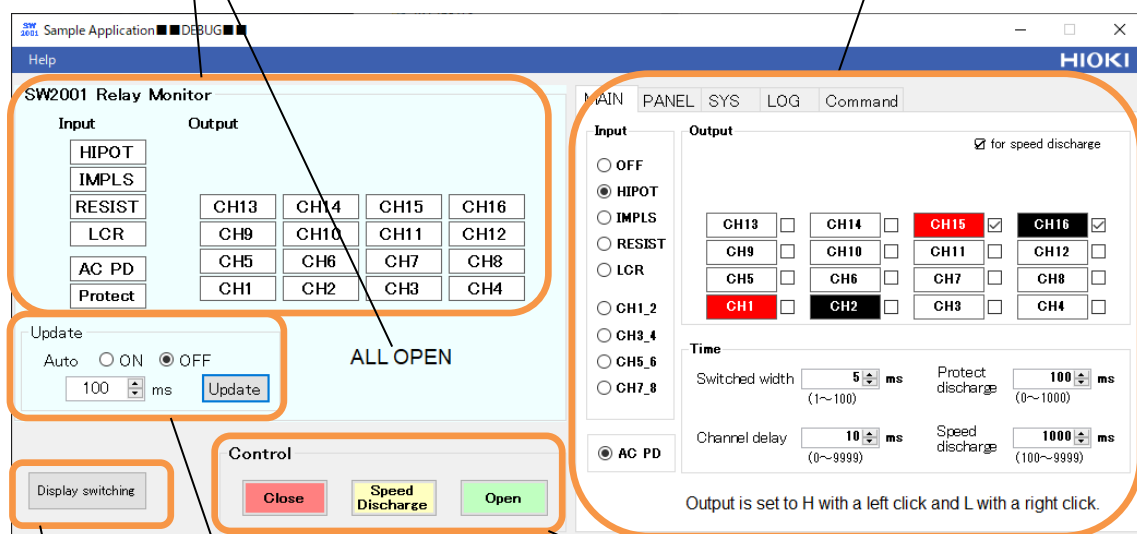 SW
2001 Sample Application■■DEBUG■■
Help
HIOKI
SW2001 Relay Monitor
Input Output
HIPOT
IMPLS
RESIST CH13 CH14 CH15 CH16
LCR CH9 CH10 CH11 CH12
AC PD CH5 CH6 CH7 CH8
Protect CH1 CH2 CH3 CH4
Update
Auto ON OFF
100 ms Update
ALL OPEN
Display switching
Control
Close Speed Discharge Open
MAIN PANEL SYS LOG Command
Input
OFF
HIPOT
IMPLS
RESIST
LCR
CH1_2
CH3_4
CH5_6
CH7_8
AC PD
Output
for speed discharge
CH13 CH14 CH15 CH16
CH9 CH10 CH11 CH12
CH5 CH6 CH7 CH8
CH1 CH2 CH3 CH4
Time
Switched width 5 ms Protect discharge 100 ms
(1~100) (0~1000)
Channel delay 10 ms Speed discharge 1000 ms
(0~9999) (100~9999)
Output is set to H with a left click and L with a right click.